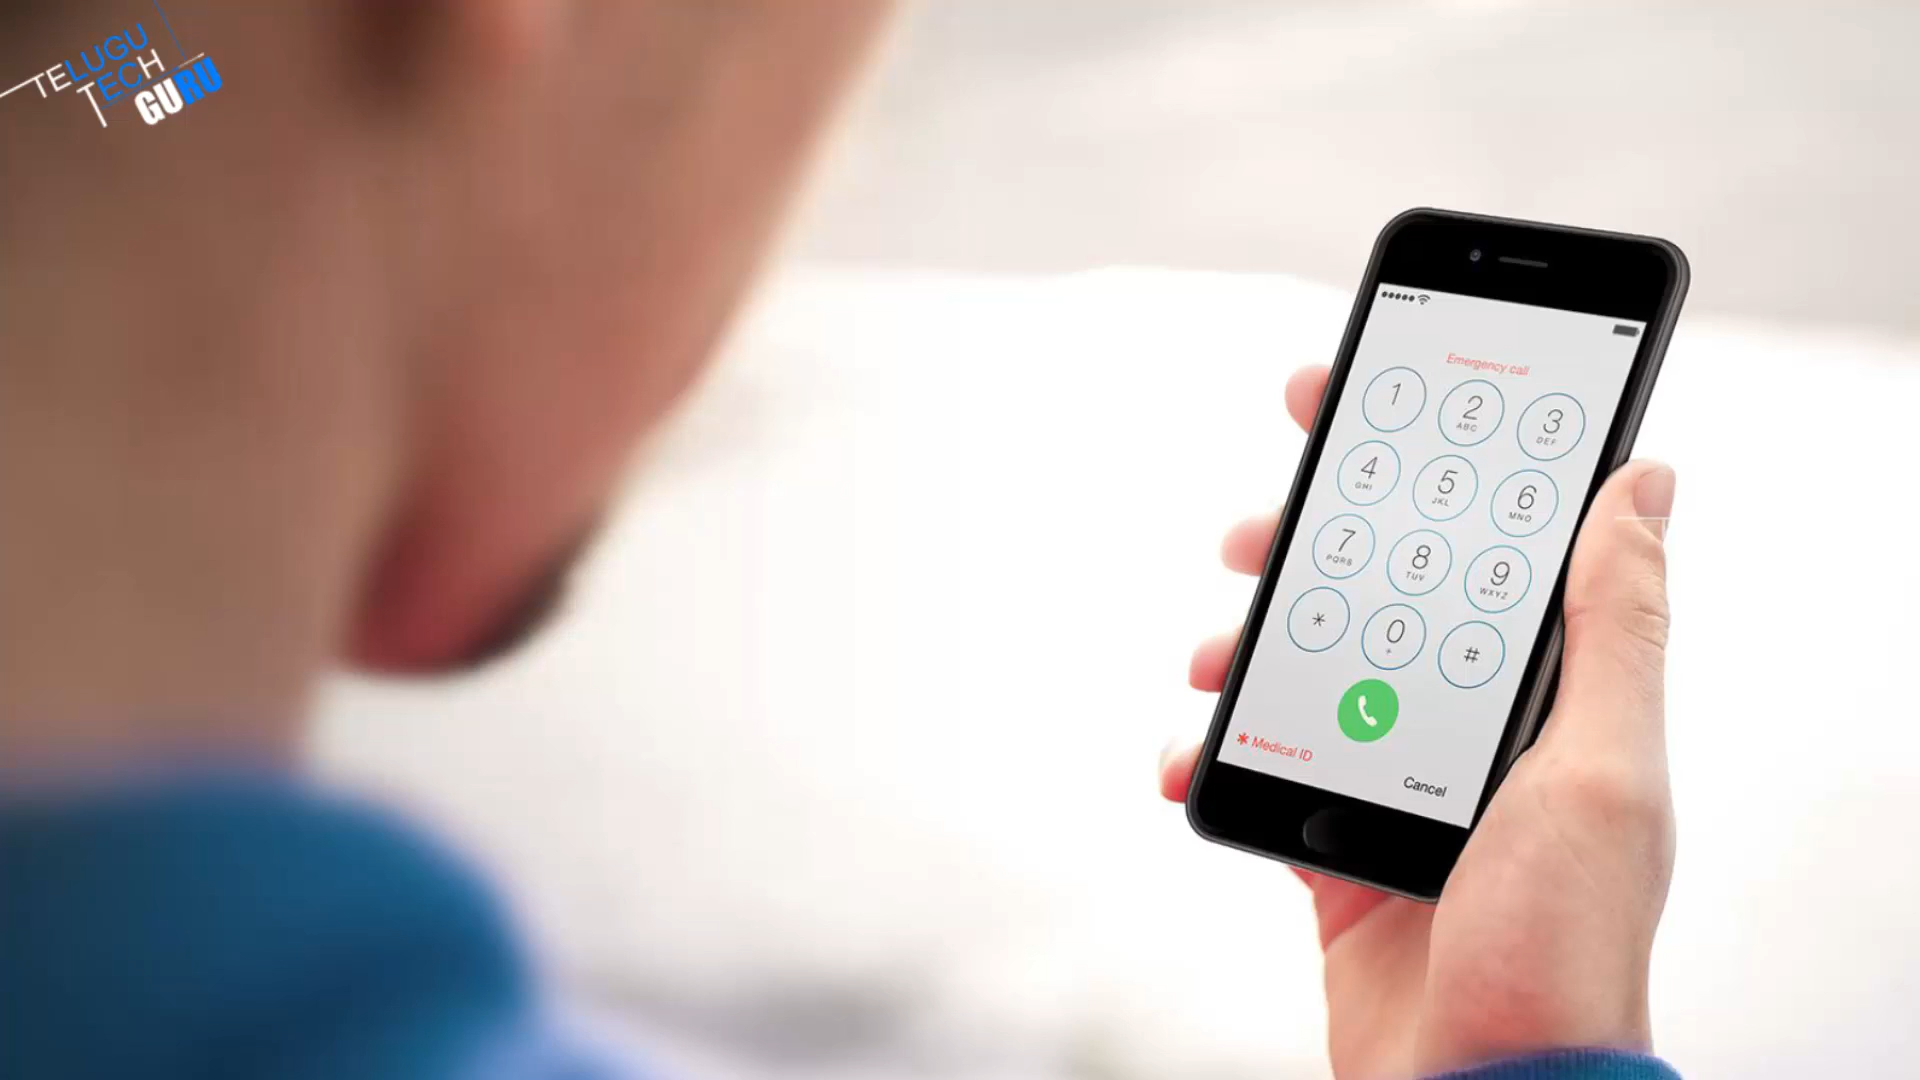 TELUGU
TECH
GURU
Emergency call
1
2
ABC
3
DEF
4
GHI
5
JKL
6
MNO
7
PQRS
8
TUV
9
WXYZ
*
0
+
#
* Medical ID
Cancel